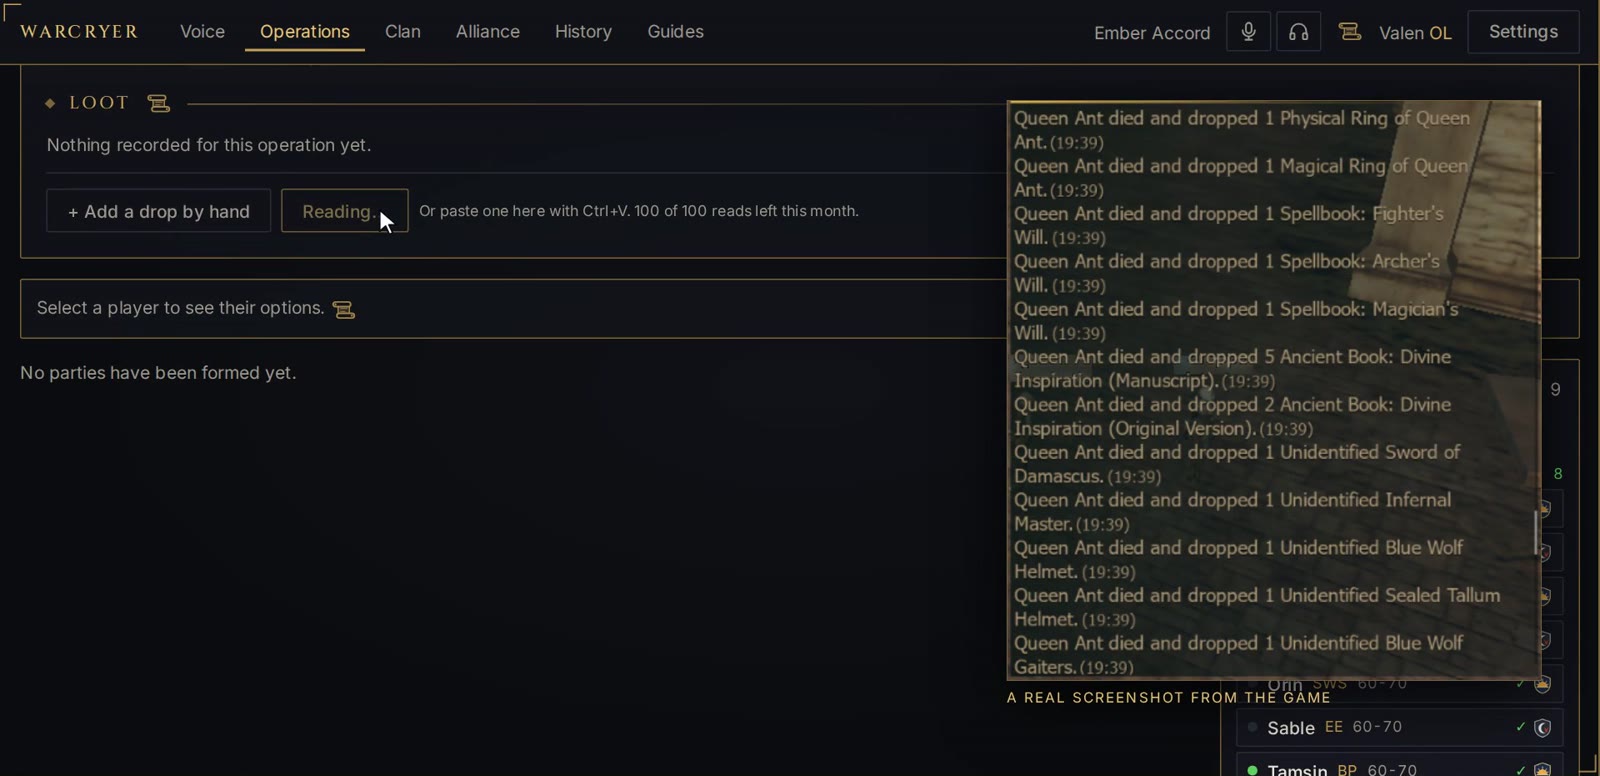 WARCRYER
Voice
Operations
Clan
Alliance
History
Guides
Ember Accord
Valen OL
Settings
LOOT
Nothing recorded for this operation yet.
+ Add a drop by hand
Reading.
Or paste one here with Ctrl+V. 100 of 100 reads left this month.
Select a player to see their options.
No parties have been formed yet.
Queen Ant died and dropped 1 Physical Ring of Queen
Ant. (19:39)
Queen Ant died and dropped 1 Magical Ring of Queen
Ant. (19:39)
Queen Ant died and dropped 1 Spellbook: Fighter's
Will. (19:39)
Queen Ant died and dropped 1 Spellbook: Archer's
Will. (19:39)
Queen Ant died and dropped 1 Spellbook: Magician's
Will. (19:39)
Queen Ant died and dropped 5 Ancient Book: Divine
Inspiration (Manuscript). (19:39)
Queen Ant died and dropped 2 Ancient Book: Divine
Inspiration (Original Version). (19:39)
Queen Ant died and dropped 1 Unidentified Sword of
Damascus. (19:39)
Queen Ant died and dropped 1 Unidentified Infernal
Master. (19:39)
Queen Ant died and dropped 1 Unidentified Blue Wolf
Helmet. (19:39)
Queen Ant died and dropped 1 Unidentified Sealed Tallum
Helmet. (19:39)
Queen Ant died and dropped 1 Unidentified Blue Wolf
Gaiters. (19:39)
A REAL SCREENSHOT FROM THE GAME
9
8
Orin SWS 60-70
Sable EE 60-70
Tamsin BP 60-70